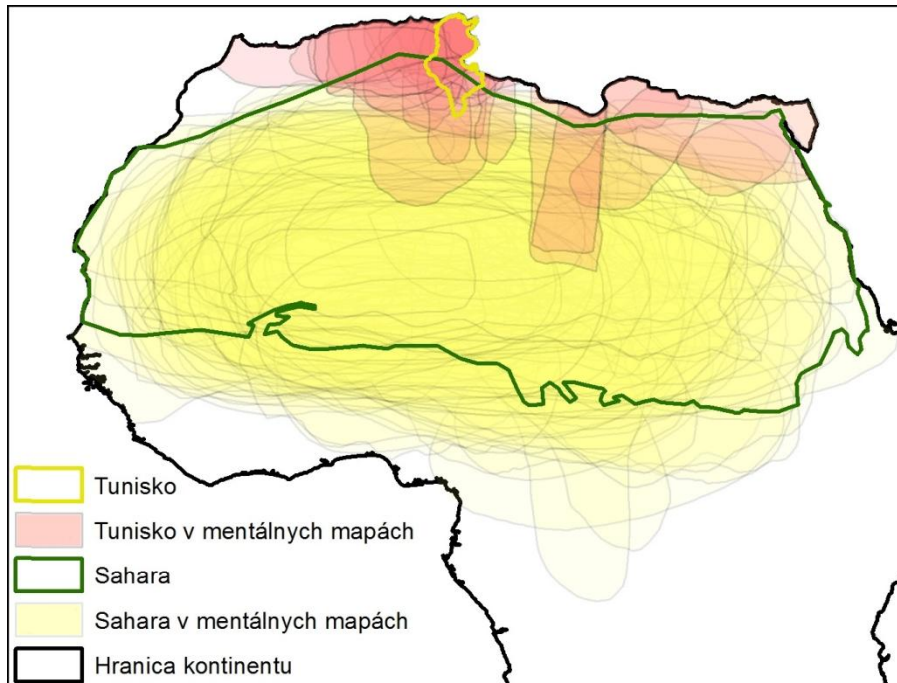 Tunisko
Tunisko v mentálnych mapách
Sahara
Sahara v mentálnych mapách
Hranica kontinentu